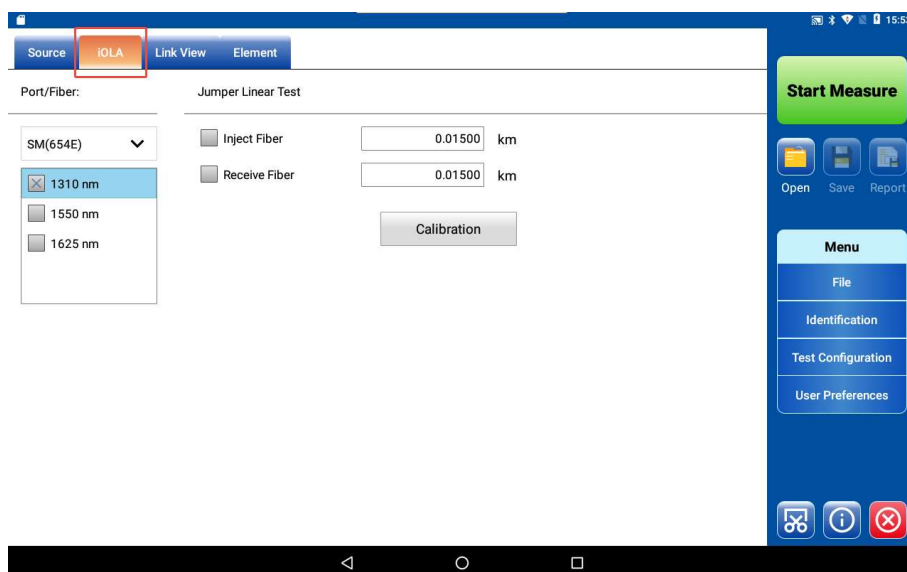 15:5
Source iOLA Link View Element
Port/Fiber: Jumper Linear Test
Start Measure
SM(654E)
Inject Fiber 0.01500 km
Receive Fiber 0.01500 km
1310 nm
1550 nm
1625 nm
Calibration
Open Save Report
Menu
File
Identification
Test Configuration
User Preferences